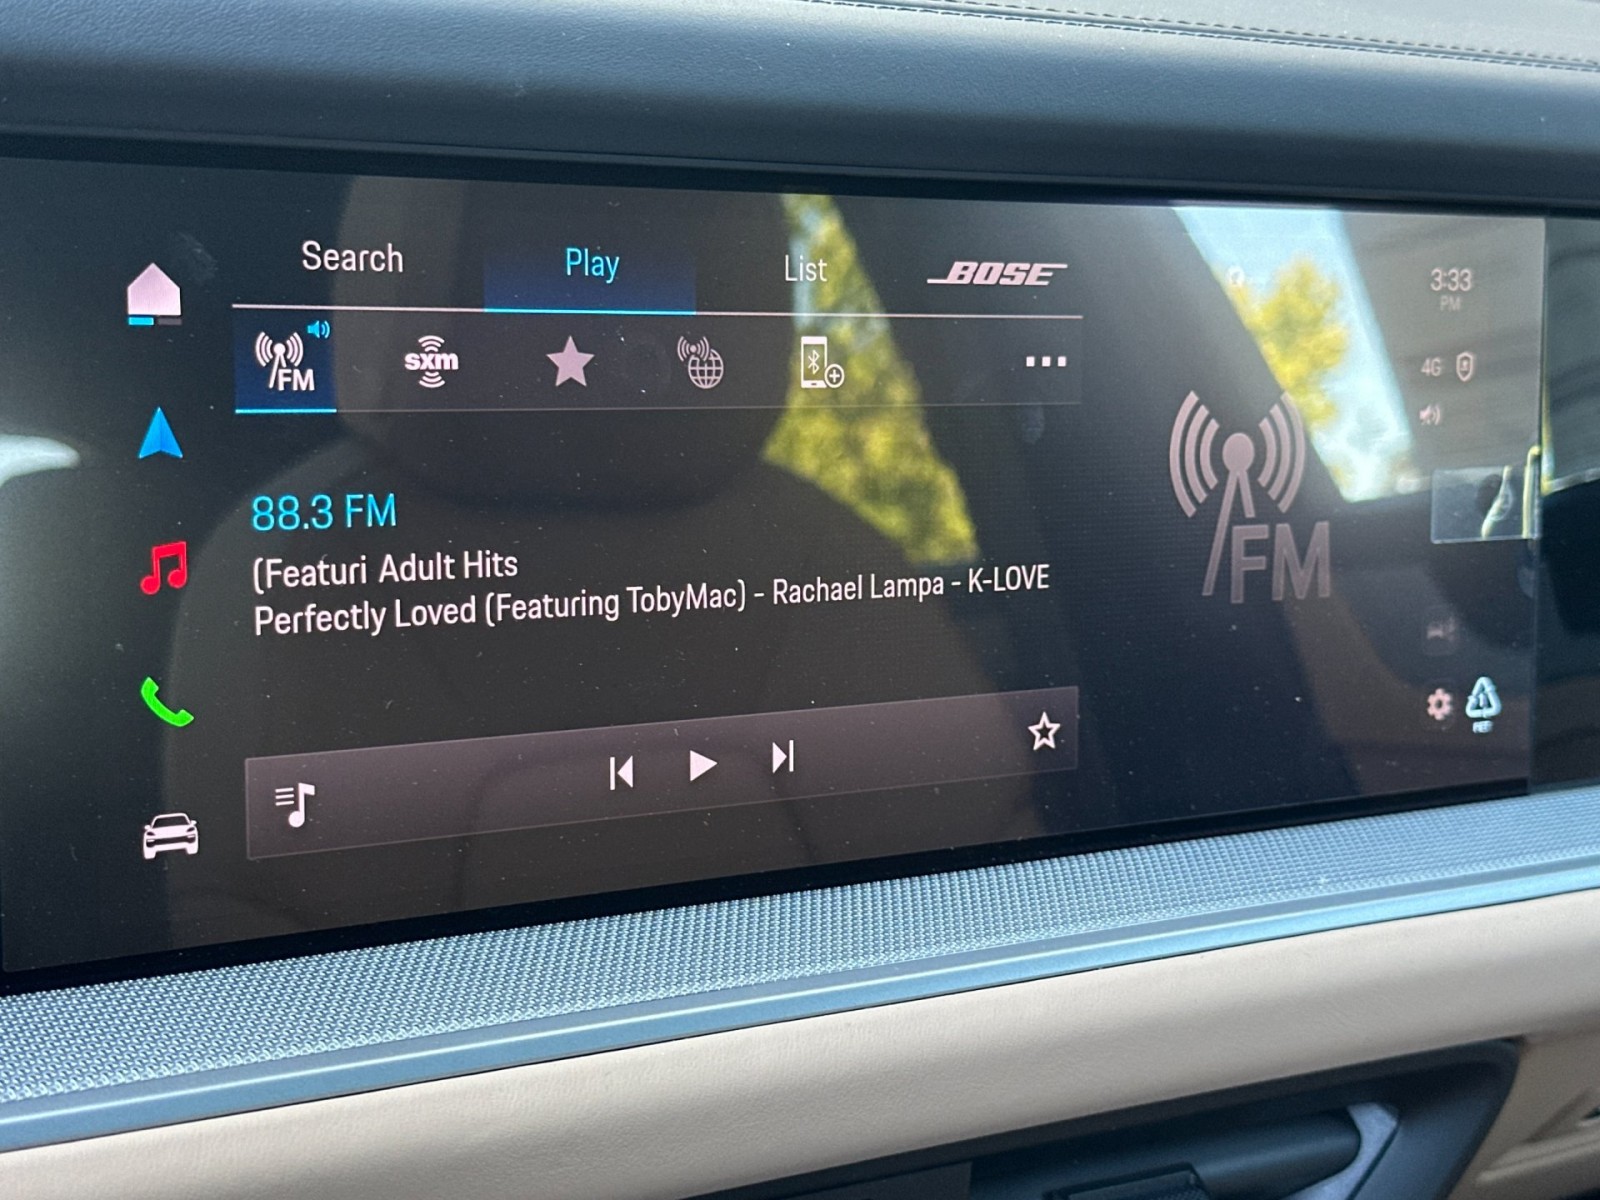 Search
Play
List
BOSE
3:33
PM
FM
sxm
4G
88.3 FM
(Featuri Adult Hits
Perfectly Loved (Featuring TobyMac) - Rachael Lampa - K-LOVE
FM